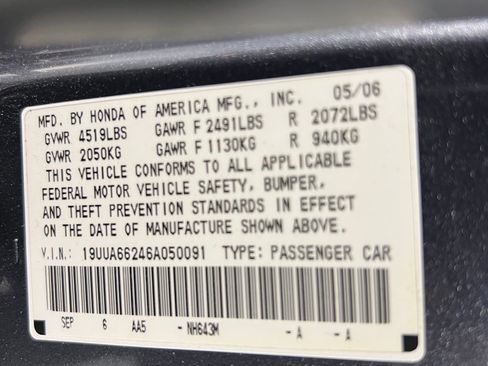 MFD. BY HONDA OF AMERICA MFG., INC. 05/06
GVWR 4519LBS GAWR F 2491LBS R 2072LBS
GVWR 2050KG GAWR F 1130KG R 940KG
THIS VEHICLE CONFORMS TO ALL APPLICABLE
FEDERAL MOTOR VEHICLE SAFETY, BUMPER,
AND THEFT PREVENTION STANDARDS IN EFFECT
ON THE DATE OF MANUFACTURE SHOWN ABOVE.
V.I.N.: 19UUA66246A050091 TYPE: PASSENGER CAR
SEP 6 AA5 - NH643M - A - A